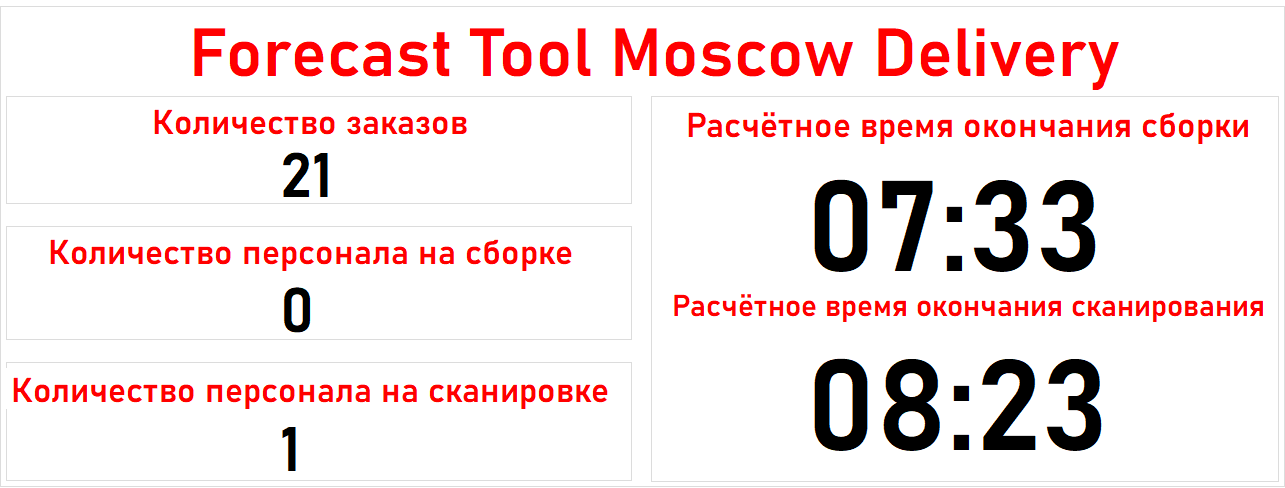 Forecast Tool Moscow Delivery
Количество заказов
21
Количество персонала на сборке
0
Количество персонала на сканировке
1
Расчётное время окончания сборки
07:33
Расчётное время окончания сканирования
08:23